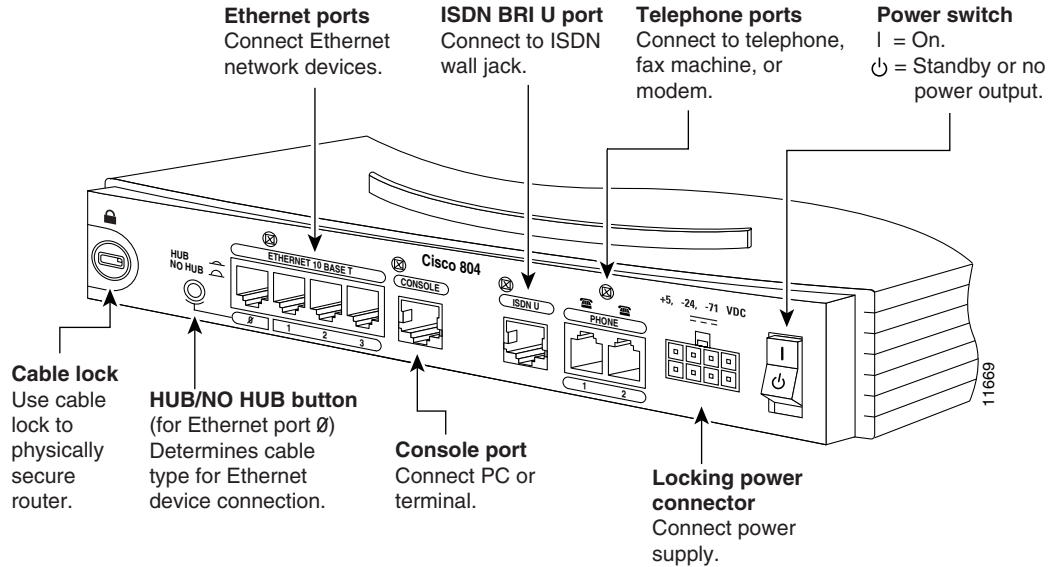 Ethernet ports
Connect Ethernet
network devices.
ISDN BRI U port
Connect to ISDN
wall jack.
Telephone ports
Connect to telephone,
fax machine, or
modem.
Power switch
I = On.
⏻ = Standby or no
power output.
HUB
NO HUB
ETHERNET 10 BASE T
Ø
1
2
3
Cisco 804
CONSOLE
ISDN U
PHONE
1
2
+5, -24, -71 VDC
I
⏻
11669
Cable lock
Use cable
lock to
physically
secure
router.
HUB/NO HUB button
(for Ethernet port Ø)
Determines cable
type for Ethernet
device connection.
Console port
Connect PC or
terminal.
Locking power
connector
Connect power
supply.